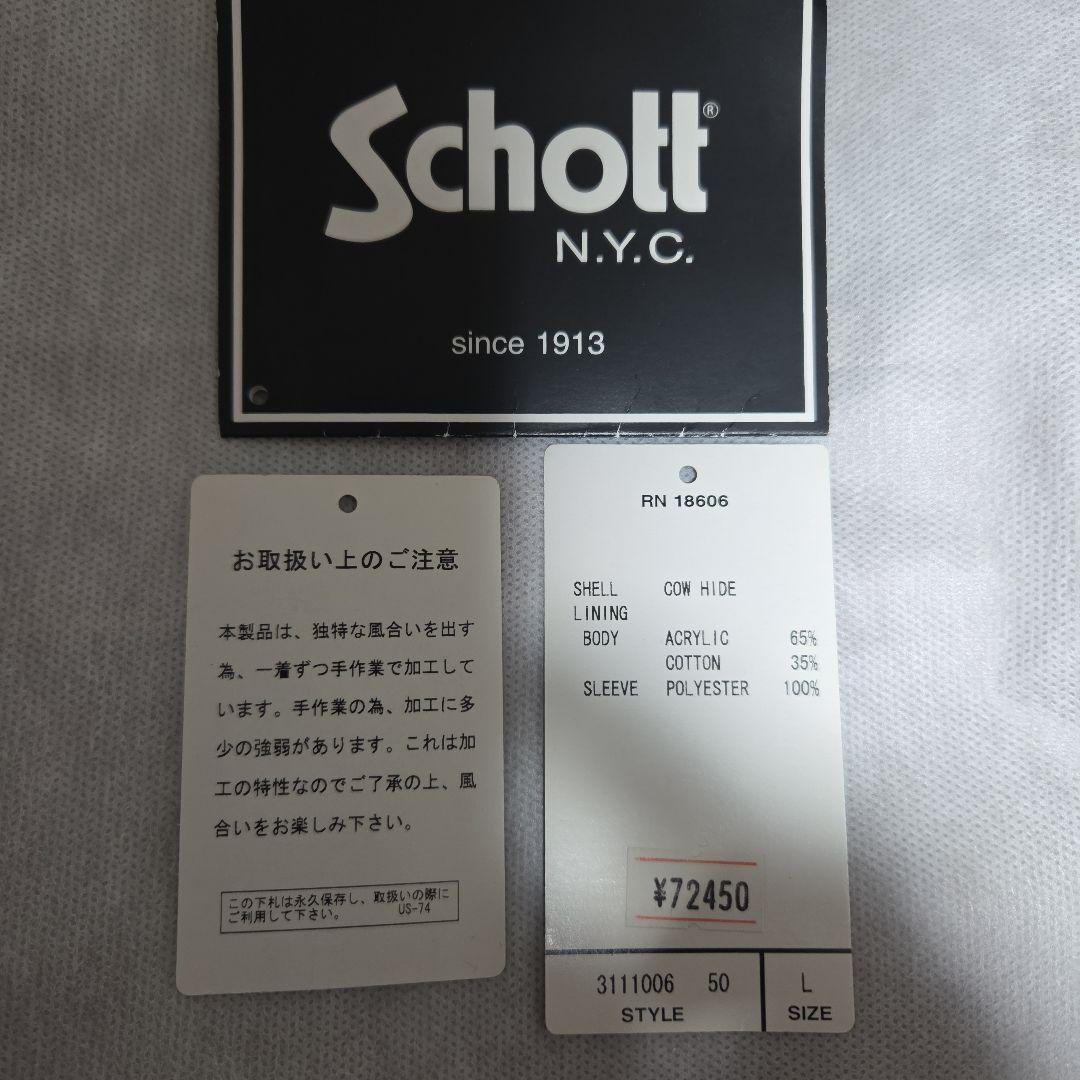 Schott®
N.Y.C.
since 1913
お取扱い上のご注意
本製品は、独特な風合いを出す
為、一着ずつ手作業で加工して
います。手作業の為、加工に多
少の強弱があります。これは加
工の特性なのでご了承の上、風
合いをお楽しみ下さい。
この下札は永久保存し、取扱いの際に
ご利用して下さい。 US-74
RN 18606
SHELL COW HIDE
LINING
BODY ACRYLIC 65%
COTTON 35%
SLEEVE POLYESTER 100%
¥72450
3111006 50 L
STYLE SIZE